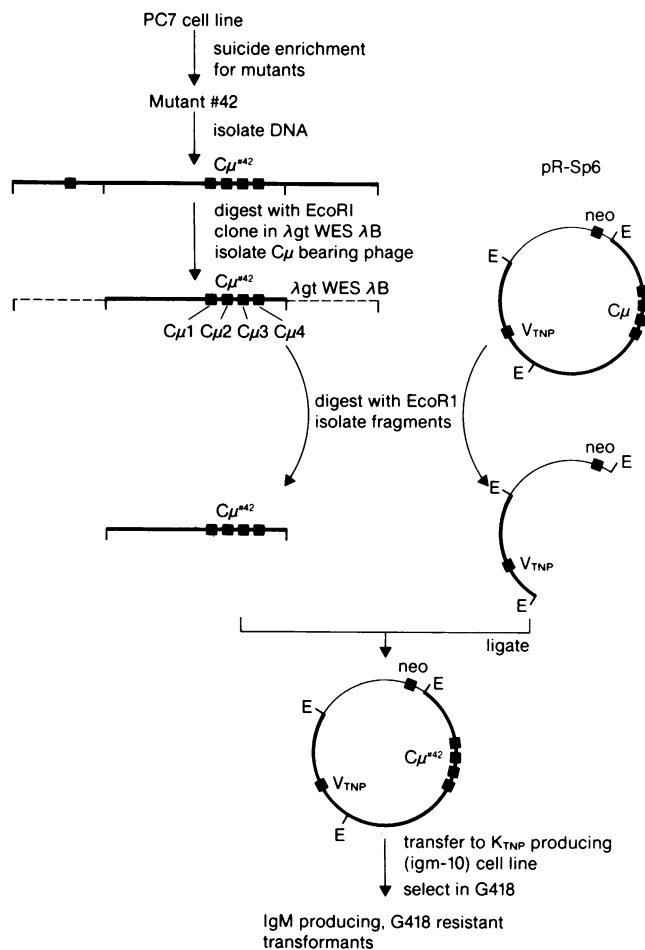 PC7 cell line
suicide enrichment
for mutants
Mutant #42
isolate DNA
Cμ#42
digest with EcoRI
clone in λgt WES λB
isolate Cμ bearing phage
Cμ#42
λgt WES λB
Cμ1 Cμ2 Cμ3 Cμ4
pR-Sp6
neo
E
E
Cμ
VTNP
E
digest with EcoR1
isolate fragments
Cμ#42
neo
E
E
VTNP
E
ligate
neo
E
E
Cμ#42
VTNP
E
transfer to KTNP producing
(igm-10) cell line
select in G418
IgM producing, G418 resistant
transformants